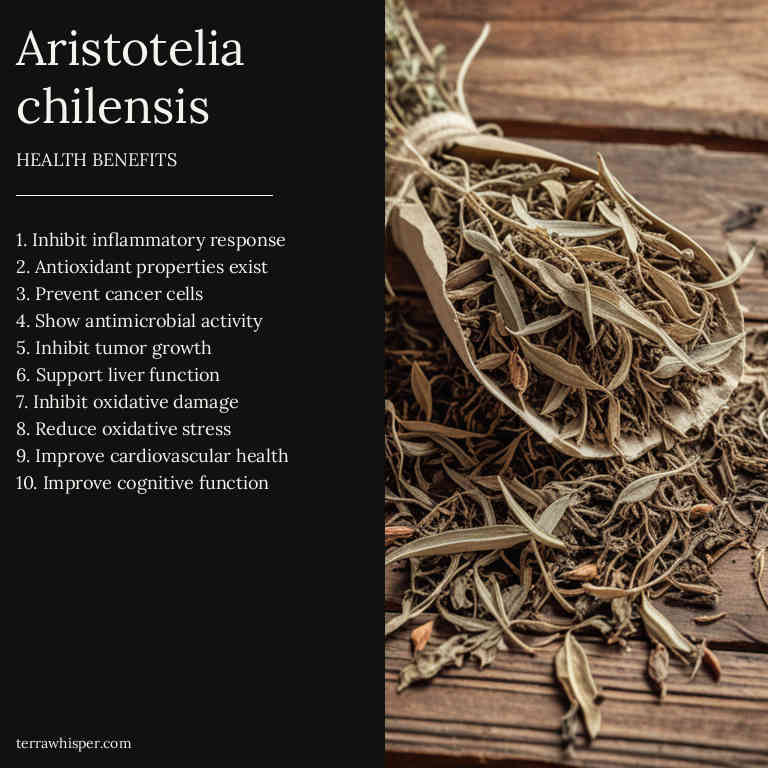 Aristotelia
chilensis
HEALTH BENEFITS
1. Inhibit inflammatory response
2. Antioxidant properties exist
3. Prevent cancer cells
4. Show antimicrobial activity
5. Inhibit tumor growth
6. Support liver function
7. Inhibit oxidative damage
8. Reduce oxidative stress
9. Improve cardiovascular health
10. Improve cognitive function
terrawhisper.com